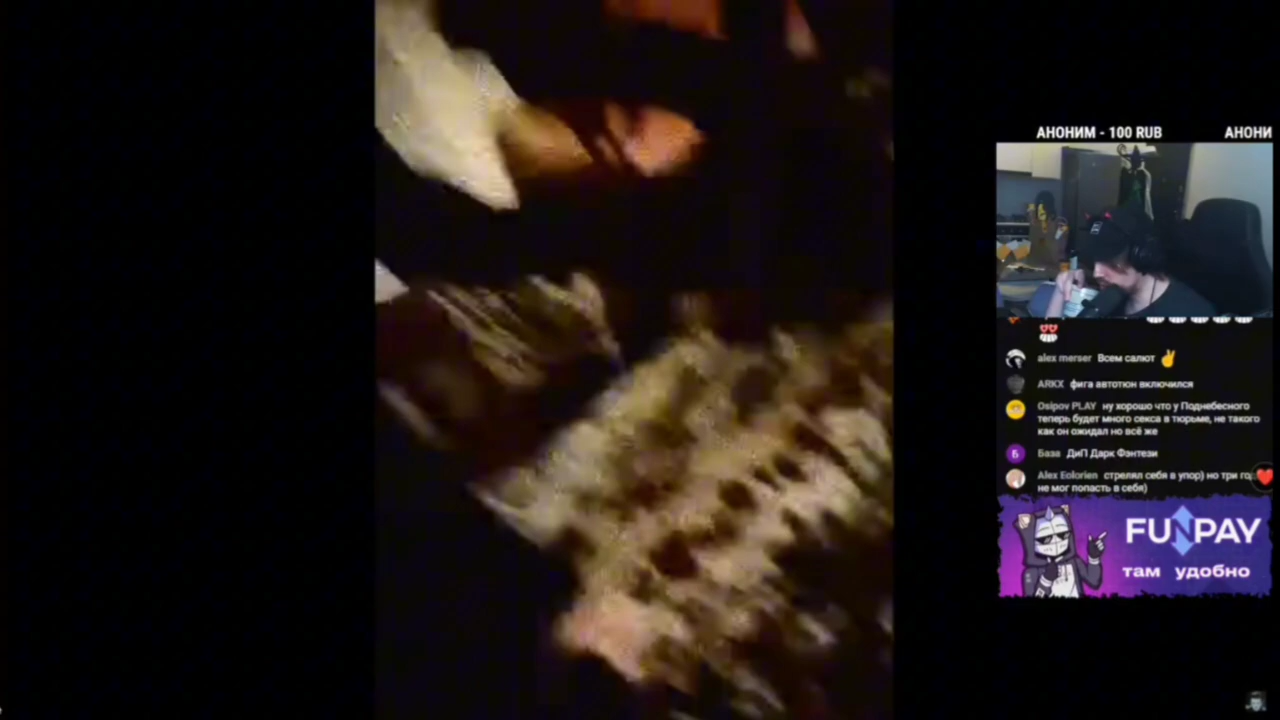 АНОНИМ - 100 RUB
АНОНИ
alex merser Всем салют
ARKX фига автотюн включился
Osipov PLAY ну хорошо что у Поднебесного
теперь будет много секса в тюрьме, не такого
как он ожидал но всё же
Б
База ДиП Дарк Фэнтези
Alex Eolorien стрелял себя в упор) но три го
не мог попасть в себя)
FUNPAY
там удобно